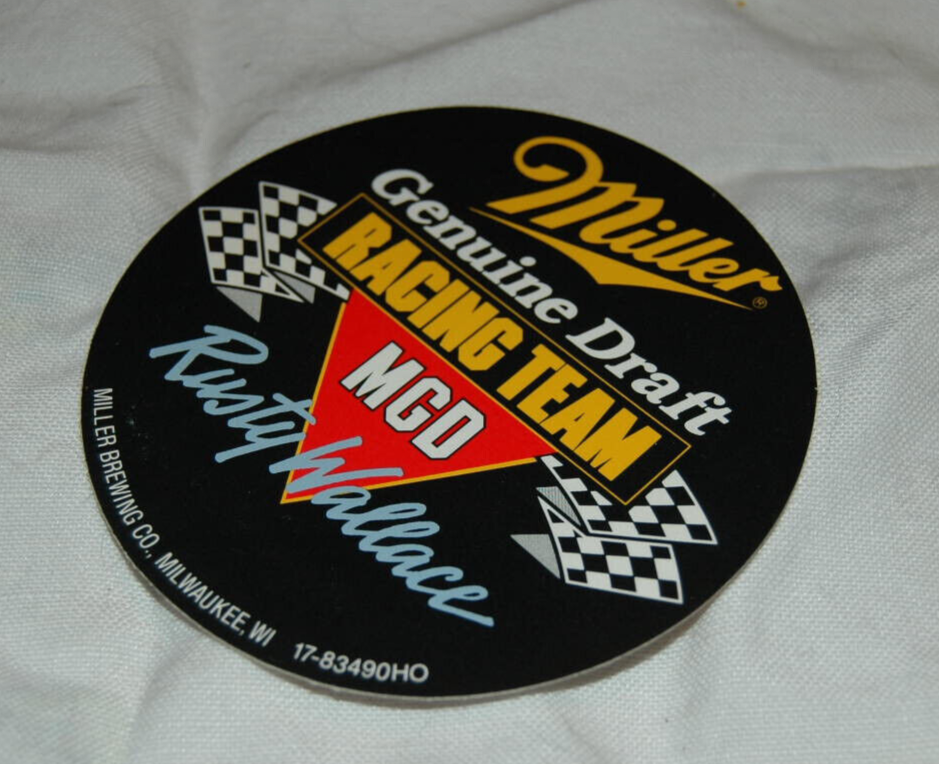 Miller®
Genuine Draft
RACING TEAM
MGD
Rusty Wallace
MILLER BREWING CO., MILWAUKEE, WI 17-83490HO